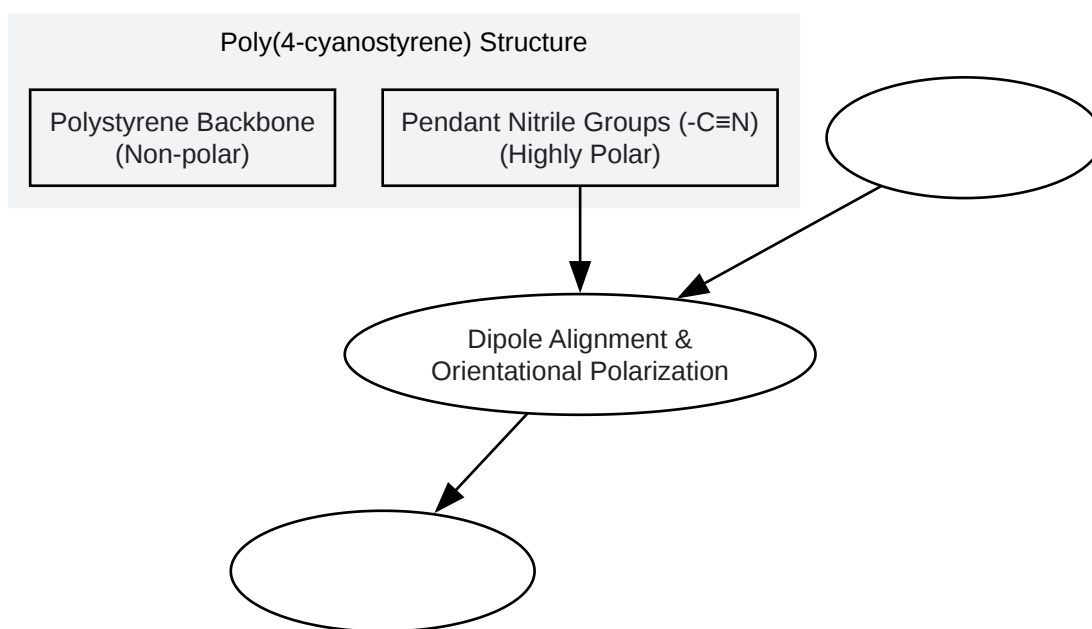 Poly(4-cyanostyrene) Structure
Polystyrene Backbone
(Non-polar)
Pendant Nitrile Groups (-C≡N)
(Highly Polar)
Dipole Alignment &
Orientational Polarization